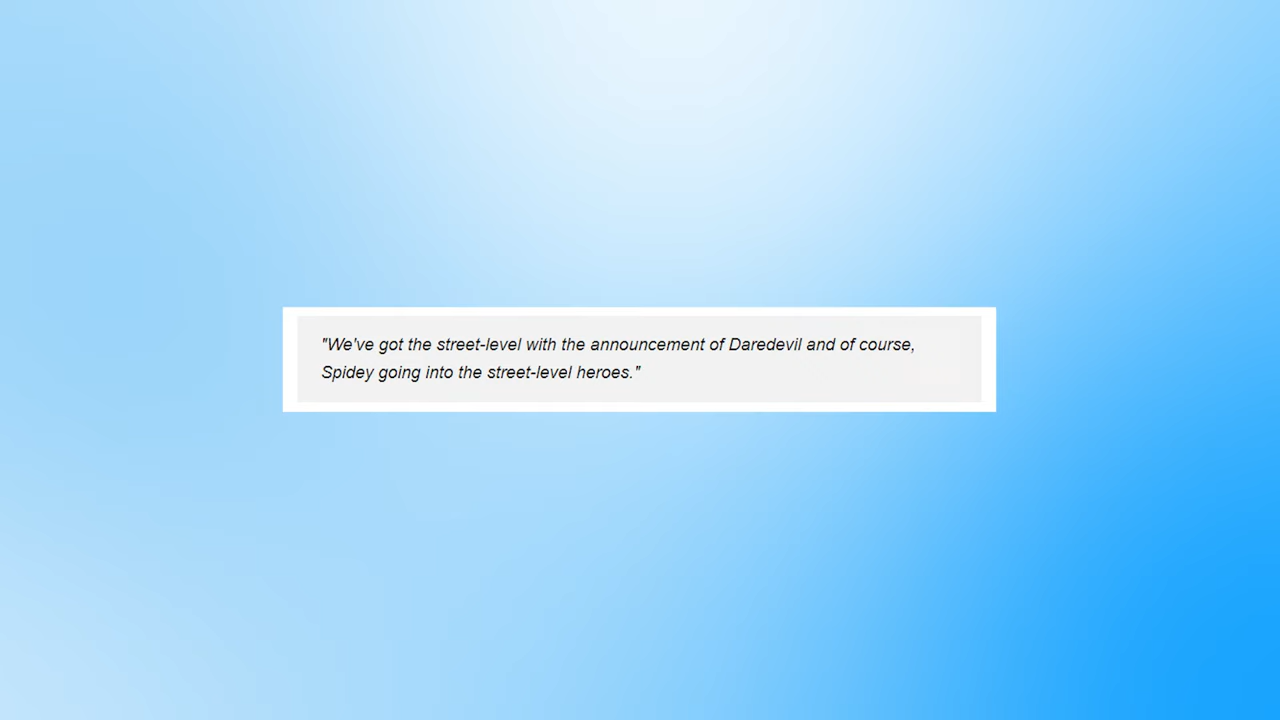 "We've got the street-level with the announcement of Daredevil and of course,
Spidey going into the street-level heroes."